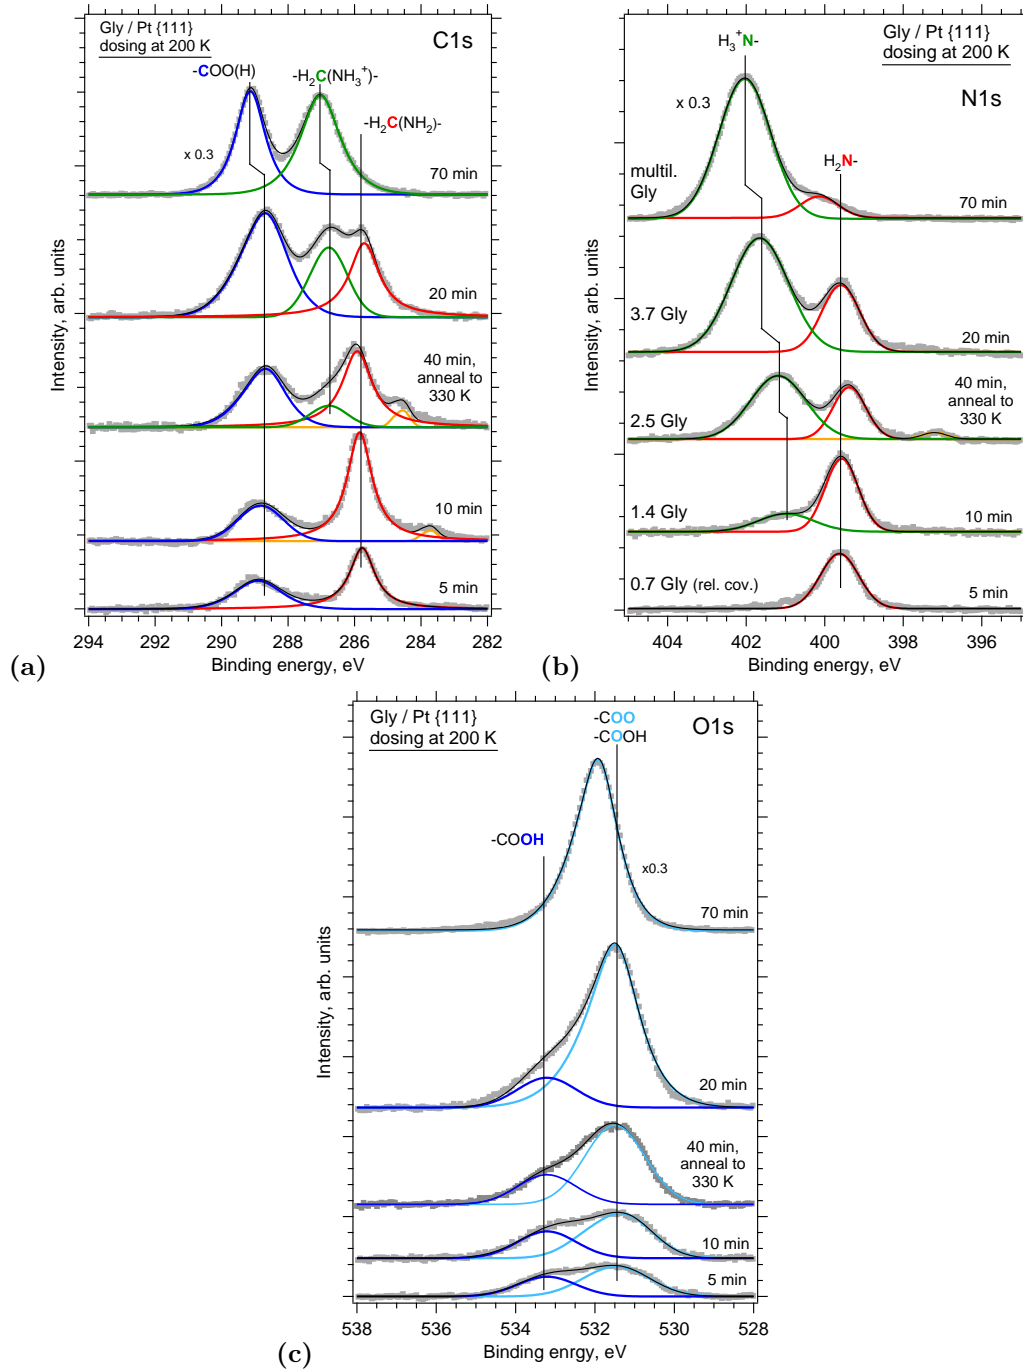 Gly / Pt {111}
dosing at 200 K
C1s
-COO(H)
-H₂C(NH₃⁺)-
-H₂C(NH₂)-
x 0.3
70 min
20 min
40 min,
anneal to
330 K
10 min
5 min
Intensity, arb. units
294 292 290 288 286 284 282
Binding energy, eV
(a)
H₃⁺N-
Gly / Pt {111}
dosing at 200 K
N1s
x 0.3
H₂N-
multil.
Gly
70 min
3.7 Gly
20 min
40 min,
anneal to
330 K
2.5 Gly
1.4 Gly
10 min
0.7 Gly (rel. cov.)
5 min
Intensity, arb. units
404 402 400 398 396
Binding energy, eV
(b)
Gly / Pt {111}
dosing at 200 K
-COO
-COOH
O1s
-COOH
x0.3
70 min
20 min
40 min,
anneal to
330 K
10 min
5 min
Intensity, arb. units
538 536 534 532 530 528
Binding energy, eV
(c)